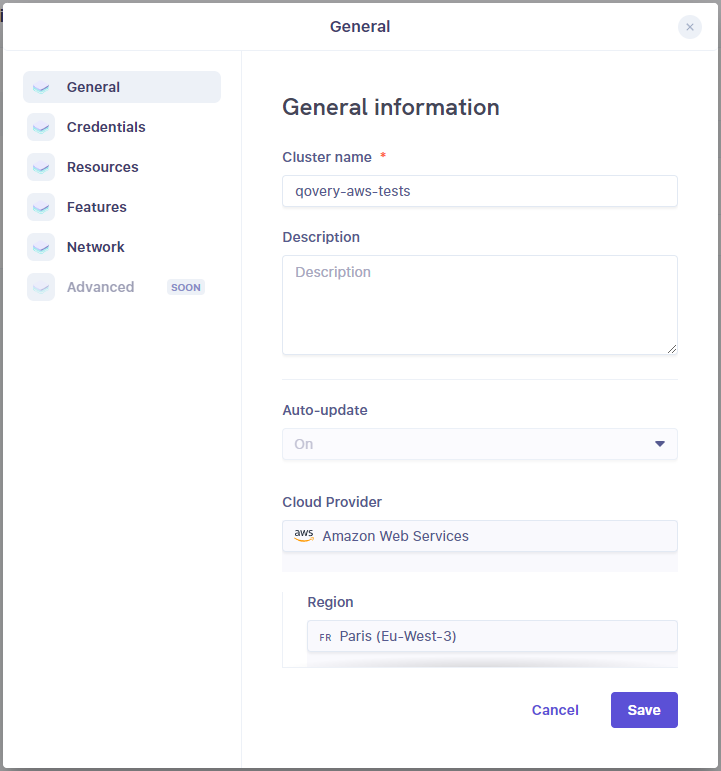 General
General
Credentials
Resources
Features
Network
Advanced SOON
General information
Cluster name *
qovery-aws-tests
Description
Description
Auto-update
On
Cloud Provider
aws Amazon Web Services
Region
FR Paris (Eu-West-3)
Cancel Save